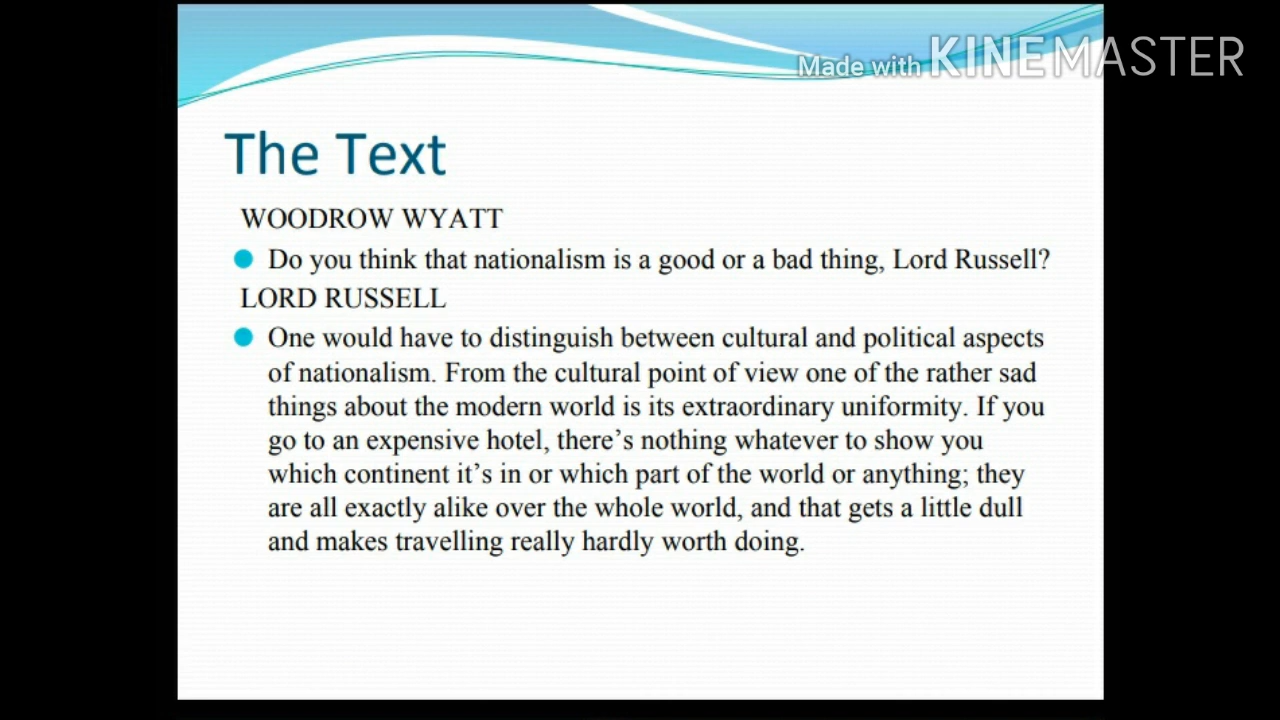 Made with KINEMASTER
The Text
WOODROW WYATT
Do you think that nationalism is a good or a bad thing, Lord Russell?
LORD RUSSELL
One would have to distinguish between cultural and political aspects
of nationalism. From the cultural point of view one of the rather sad
things about the modern world is its extraordinary uniformity. If you
go to an expensive hotel, there’s nothing whatever to show you
which continent it’s in or which part of the world or anything; they
are all exactly alike over the whole world, and that gets a little dull
and makes travelling really hardly worth doing.